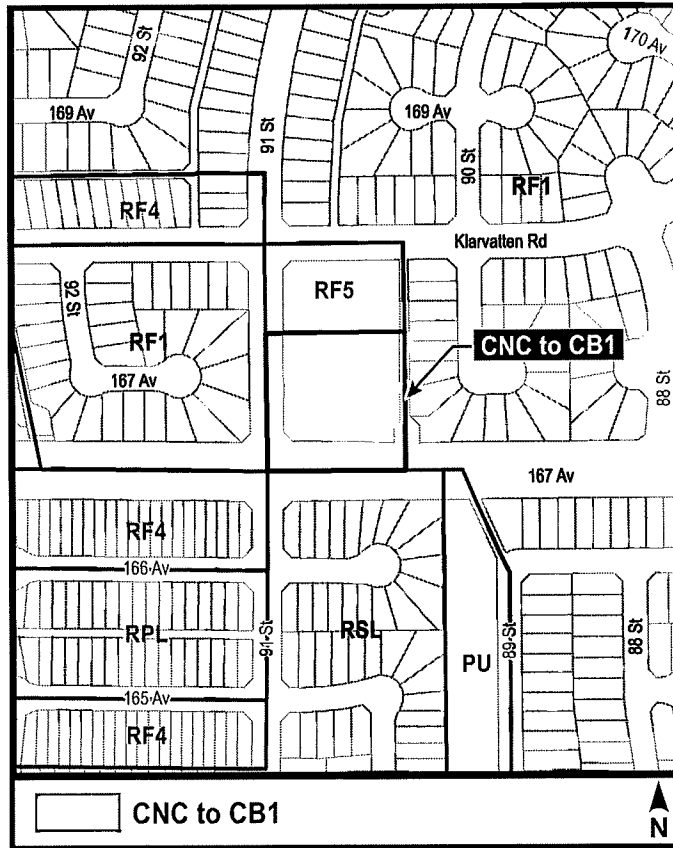 92 St
170 Av
169 Av
91 St
169 Av
90 St
RF4
RF1
Klarvatten Rd
92 St
RF5
RF1
CNC to CB1
167 Av
88 St
167 Av
RF4
166 Av
RPL
91 St
RSL
PU
89 St
88 St
165 Av
RF4
CNC to CB1
N